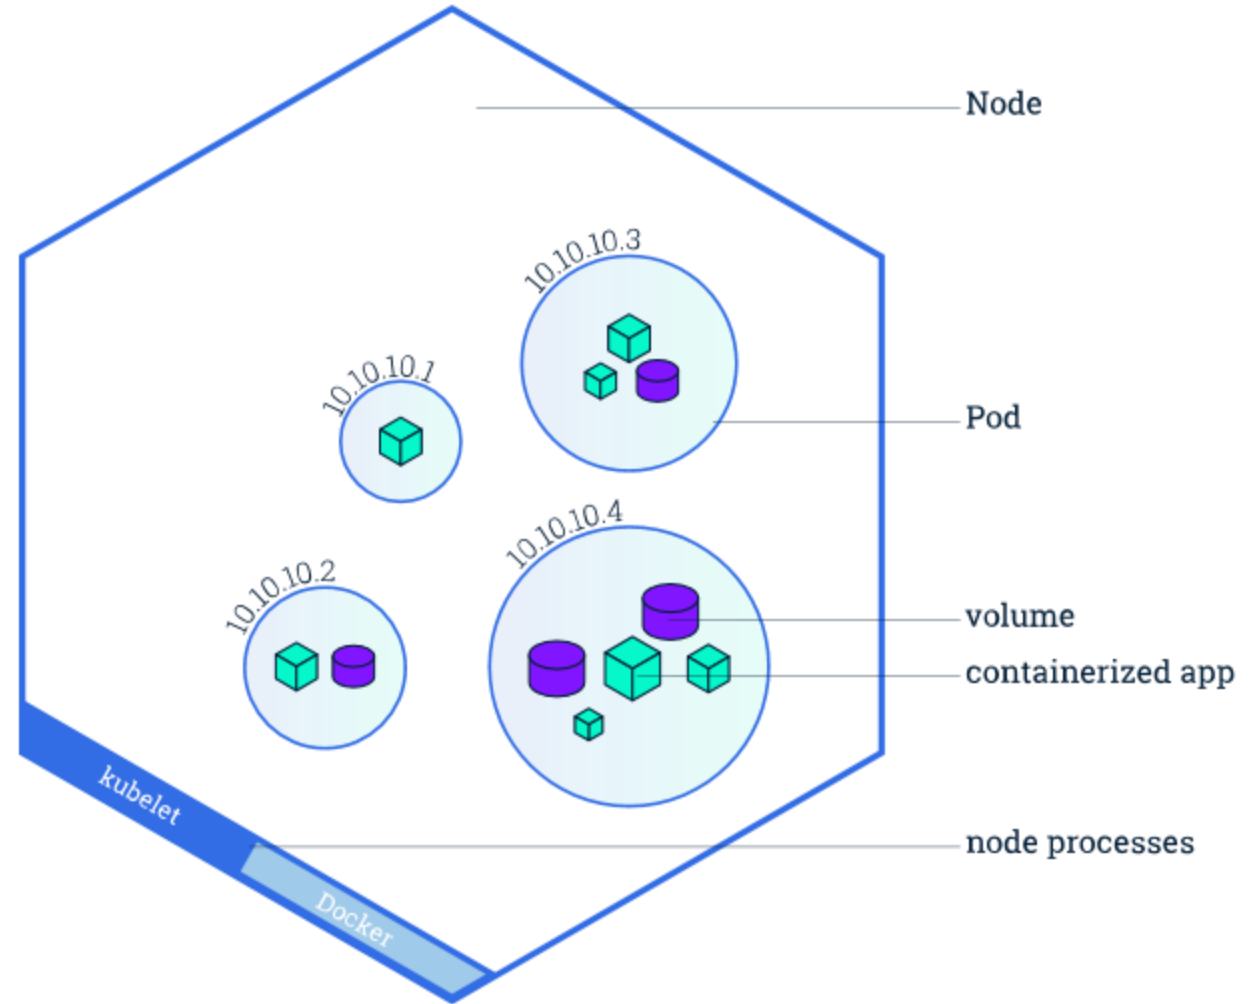 Node
10.10.10.3
10.10.10.1
Pod
10.10.10.4
10.10.10.2
volume
containerized app
kubelet
node processes
Docker